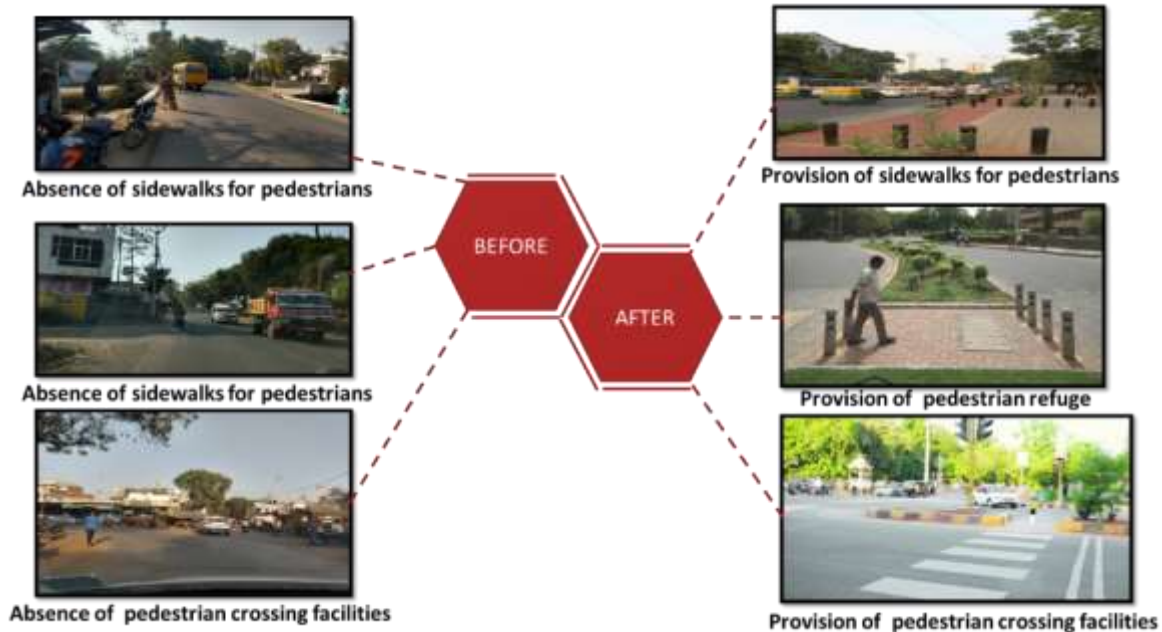 Absence of sidewalks for pedestrians
Absence of sidewalks for pedestrians
Absence of pedestrian crossing facilities
BEFORE
AFTER
Provision of sidewalks for pedestrians
Provision of pedestrian refuge
Provision of pedestrian crossing facilities